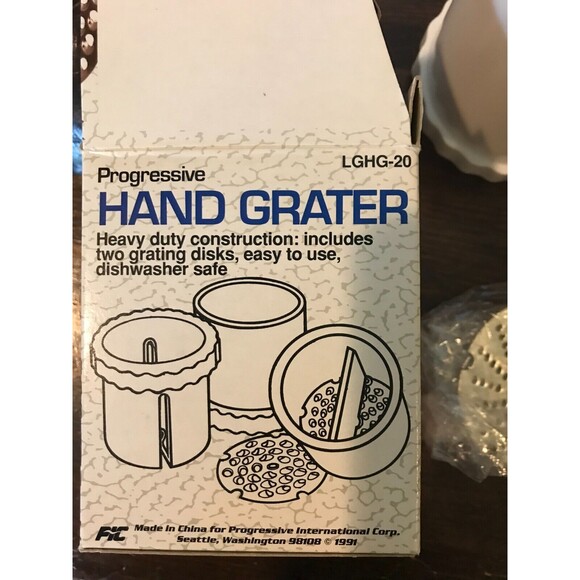 LGHG-20
Progressive
HAND GRATER
Heavy duty construction: includes
two grating disks, easy to use,
dishwasher safe
PIC Made in China for Progressive International Corp.
Seattle, Washington 98108 © 1991